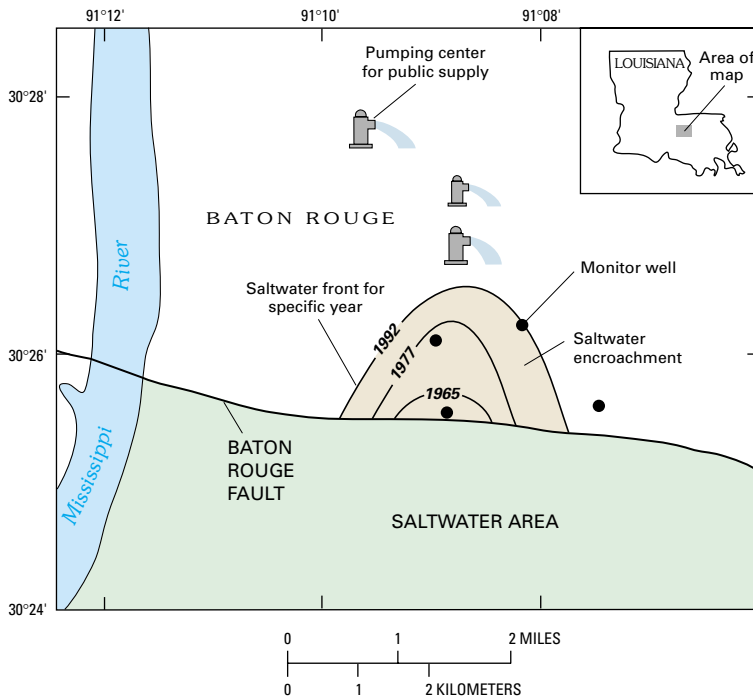 91°12'
91°10'
91°08'
30°28'
30°26'
30°24'
Pumping center
for public supply
LOUISIANA
Area of
map
BATON ROUGE
River
Mississippi
Saltwater front for
specific year
Monitor well
Saltwater
encroachment
1992
1977
1965
BATON
ROUGE
FAULT
SALTWATER AREA
0 1 2 MILES
0 1 2 KILOMETERS